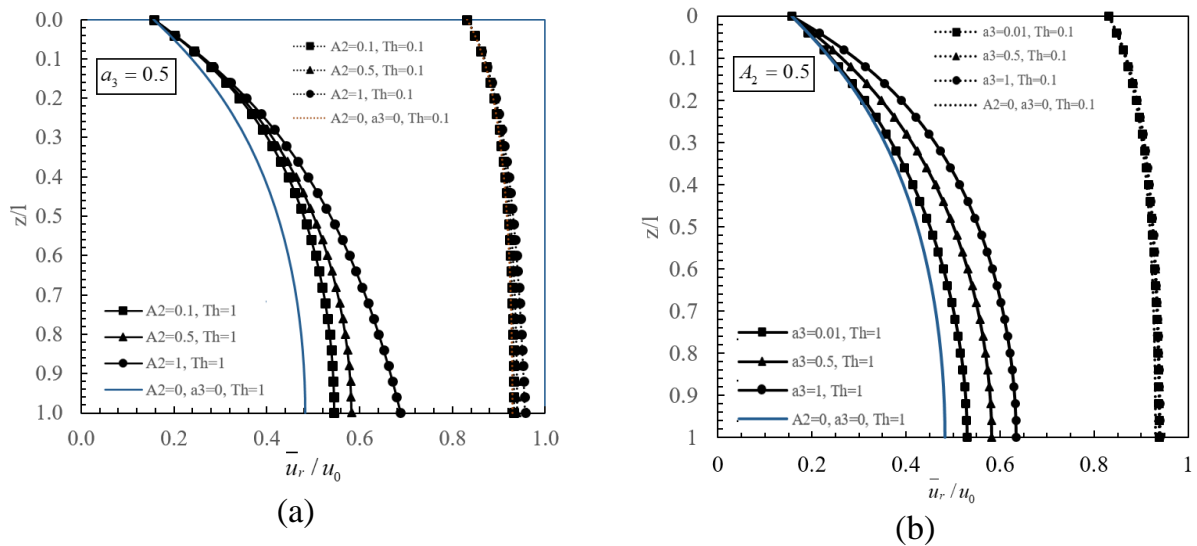 0.0 0.2 0.4 0.6 0.8 1.0
0.0
0.1
0.2
0.3
0.4
0.5
0.6
0.7
0.8
0.9
1.0
z/l
a₃ = 0.5
A2=0.1, Th=0.1
A2=0.5, Th=0.1
A2=1, Th=0.1
A2=0, a3=0, Th=0.1
A2=0.1, Th=1
A2=0.5, Th=1
A2=1, Th=1
A2=0, a3=0, Th=1
u̅ᵣ / u₀
(a)
0
0.1
0.2
0.3
0.4
0.5
0.6
0.7
0.8
0.9
1
z/l
A₂ = 0.5
a3=0.01, Th=0.1
a3=0.5, Th=0.1
a3=1, Th=0.1
A2=0, a3=0, Th=0.1
a3=0.01, Th=1
a3=0.5, Th=1
a3=1, Th=1
A2=0, a3=0, Th=1
0 0.2 0.4 0.6 0.8 1
u̅ᵣ / u₀
(b)